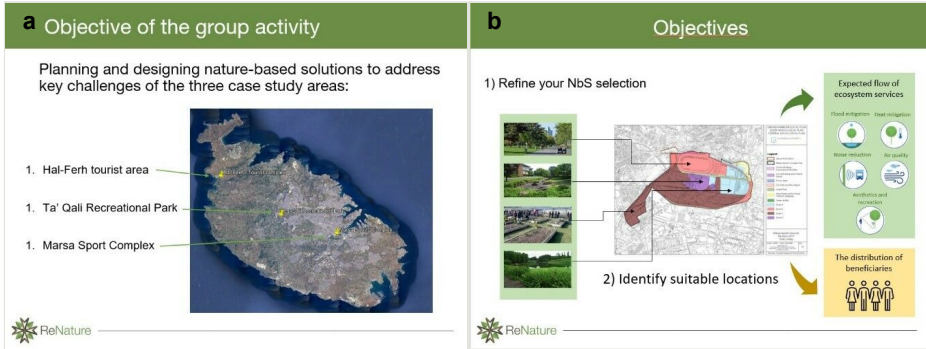 a Objective of the group activity
Planning and designing nature-based solutions to address
key challenges of the three case study areas:
1. Hal-Ferh tourist area
1. Ta' Qali Recreational Park
1. Marsa Sport Complex
ReNature
b Objectives
1) Refine your NbS selection
2) Identify suitable locations
Expected flow of
ecosystem services
Flood mitigation Heat mitigation
Noise reduction Air quality
Aesthetics and
recreation
The distribution of
beneficiaries
ReNature